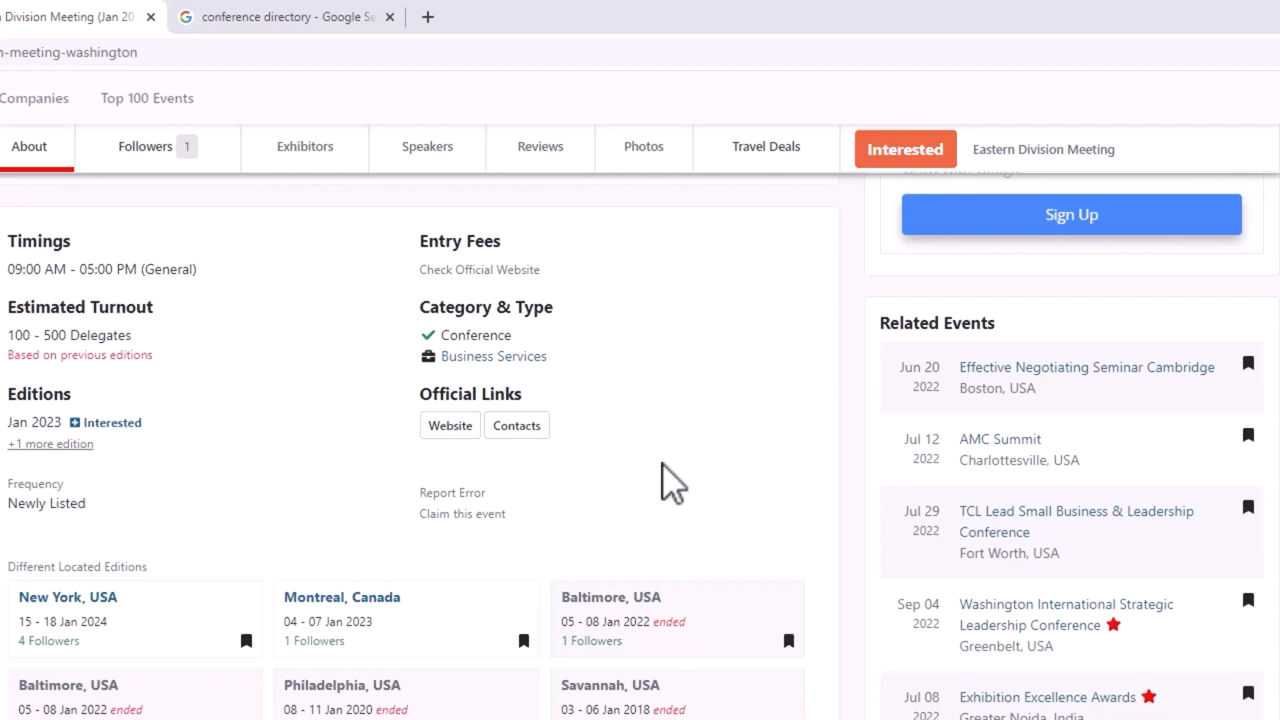 Division Meeting (Jan 20
conference directory - Google Se
-meeting-washington
Companies
Top 100 Events
About
Followers 1
Exhibitors
Speakers
Reviews
Photos
Travel Deals
Interested
Eastern Division Meeting
Sign Up
Timings
09:00 AM - 05:00 PM (General)
Entry Fees
Check Official Website
Estimated Turnout
100 - 500 Delegates
Based on previous editions
Category & Type
Conference
Business Services
Editions
Jan 2023 Interested
+1 more edition
Official Links
Website
Contacts
Frequency
Newly Listed
Report Error
Claim this event
Different Located Editions
New York, USA
15 - 18 Jan 2024
4 Followers
Montreal, Canada
04 - 07 Jan 2023
1 Followers
Baltimore, USA
05 - 08 Jan 2022 ended
1 Followers
Baltimore, USA
05 - 08 Jan 2022 ended
Philadelphia, USA
08 - 11 Jan 2020 ended
Savannah, USA
03 - 06 Jan 2018 ended
Related Events
Jun 20
2022
Effective Negotiating Seminar Cambridge
Boston, USA
Jul 12
2022
AMC Summit
Charlottesville, USA
Jul 29
2022
TCL Lead Small Business & Leadership
Conference
Fort Worth, USA
Sep 04
2022
Washington International Strategic
Leadership Conference
Greenbelt, USA
Jul 08
2022
Exhibition Excellence Awards
Greater Noida, India